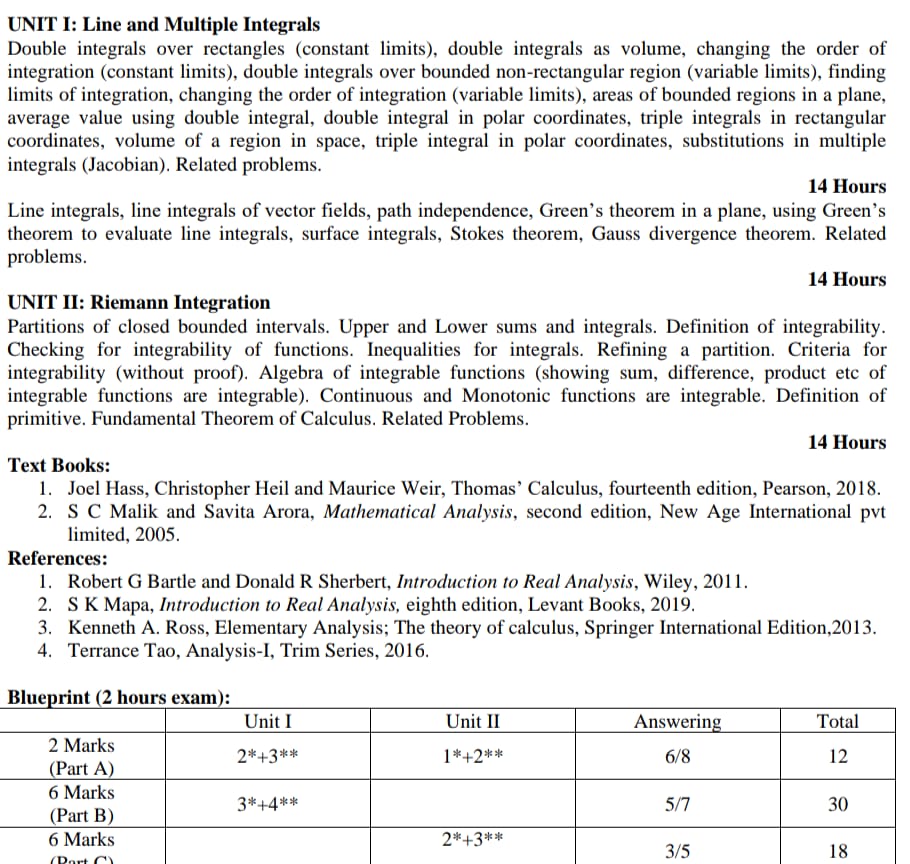 UNIT I: Line and Multiple Integrals
Double integrals over rectangles (constant limits), double integrals as volume, changing the order of
integration (constant limits), double integrals over bounded non-rectangular region (variable limits), finding
limits of integration, changing the order of integration (variable limits), areas of bounded regions in a plane,
average value using double integral, double integral in polar coordinates, triple integrals in rectangular
coordinates, volume of a region in space, triple integral in polar coordinates, substitutions in multiple
integrals (Jacobian). Related problems.
14 Hours
Line integrals, line integrals of vector fields, path independence, Green’s theorem in a plane, using Green’s
theorem to evaluate line integrals, surface integrals, Stokes theorem, Gauss divergence theorem. Related
problems.
14 Hours
UNIT II: Riemann Integration
Partitions of closed bounded intervals. Upper and Lower sums and integrals. Definition of integrability.
Checking for integrability of functions. Inequalities for integrals. Refining a partition. Criteria for
integrability (without proof). Algebra of integrable functions (showing sum, difference, product etc of
integrable functions are integrable). Continuous and Monotonic functions are integrable. Definition of
primitive. Fundamental Theorem of Calculus. Related Problems.
14 Hours
Text Books:
1. Joel Hass, Christopher Heil and Maurice Weir, Thomas’ Calculus, fourteenth edition, Pearson, 2018.
2. S C Malik and Savita Arora, Mathematical Analysis, second edition, New Age International pvt
limited, 2005.
References:
1. Robert G Bartle and Donald R Sherbert, Introduction to Real Analysis, Wiley, 2011.
2. S K Mapa, Introduction to Real Analysis, eighth edition, Levant Books, 2019.
3. Kenneth A. Ross, Elementary Analysis; The theory of calculus, Springer International Edition,2013.
4. Terrance Tao, Analysis-I, Trim Series, 2016.
Blueprint (2 hours exam):
Unit I Unit II Answering Total
2 Marks
(Part A) 2*+3** 1*+2** 6/8 12
6 Marks
(Part B) 3*+4** 5/7 30
6 Marks
(Part C) 2*+3** 3/5 18